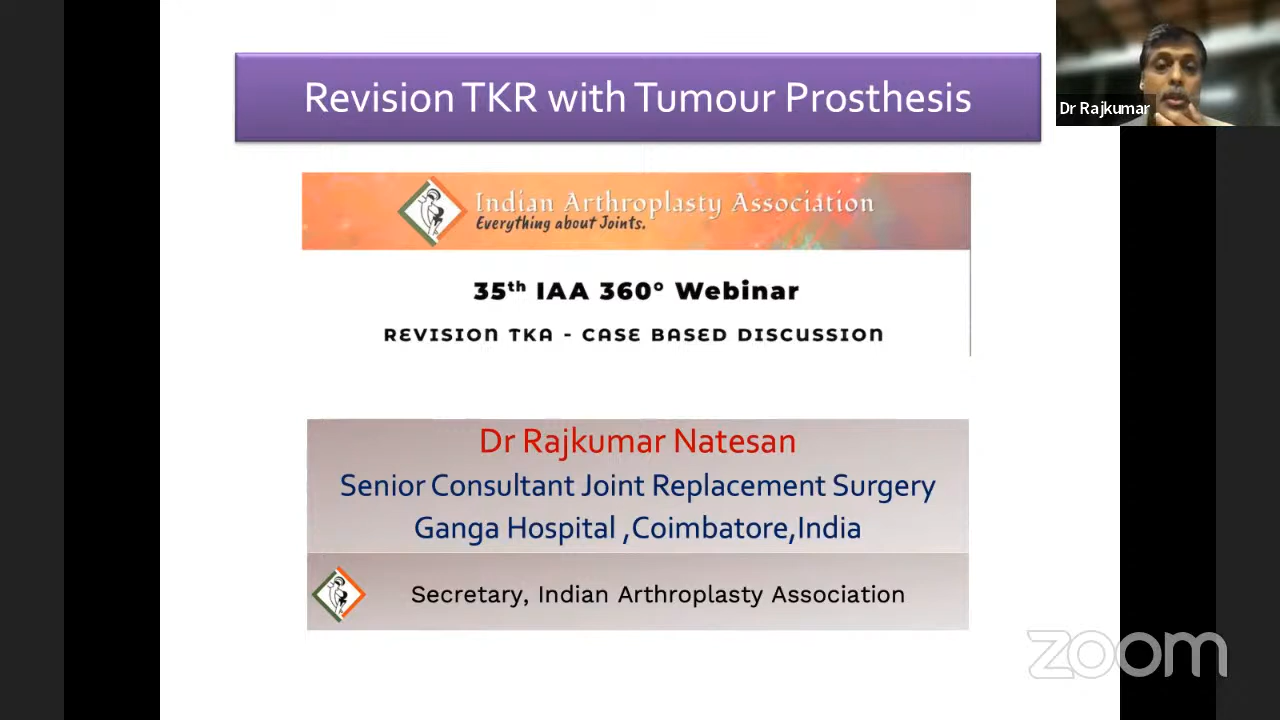 Revision TKR with Tumour Prosthesis
Dr Rajkumar
Indian Arthroplasty Association
Everything about Joints.
35th IAA 360° Webinar
REVISION TKA - CASE BASED DISCUSSION
Dr Rajkumar Natesan
Senior Consultant Joint Replacement Surgery
Ganga Hospital ,Coimbatore,India
Secretary, Indian Arthroplasty Association
zoom